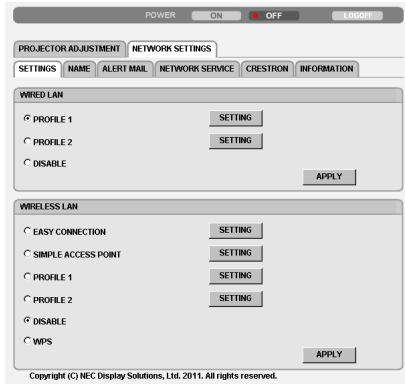 POWER ON OFF LOGOFF
PROJECTOR ADJUSTMENT NETWORK SETTINGS
SETTINGS NAME ALERT MAIL NETWORK SERVICE CRESTRON INFORMATION
WIRED LAN
PROFILE 1 SETTING
PROFILE 2 SETTING
DISABLE
APPLY
WIRELESS LAN
EASY CONNECTION SETTING
SIMPLE ACCESS POINT SETTING
PROFILE 1 SETTING
PROFILE 2 SETTING
DISABLE
WPS
APPLY
Copyright (C) NEC Display Solutions, Ltd. 2011. All rights reserved.